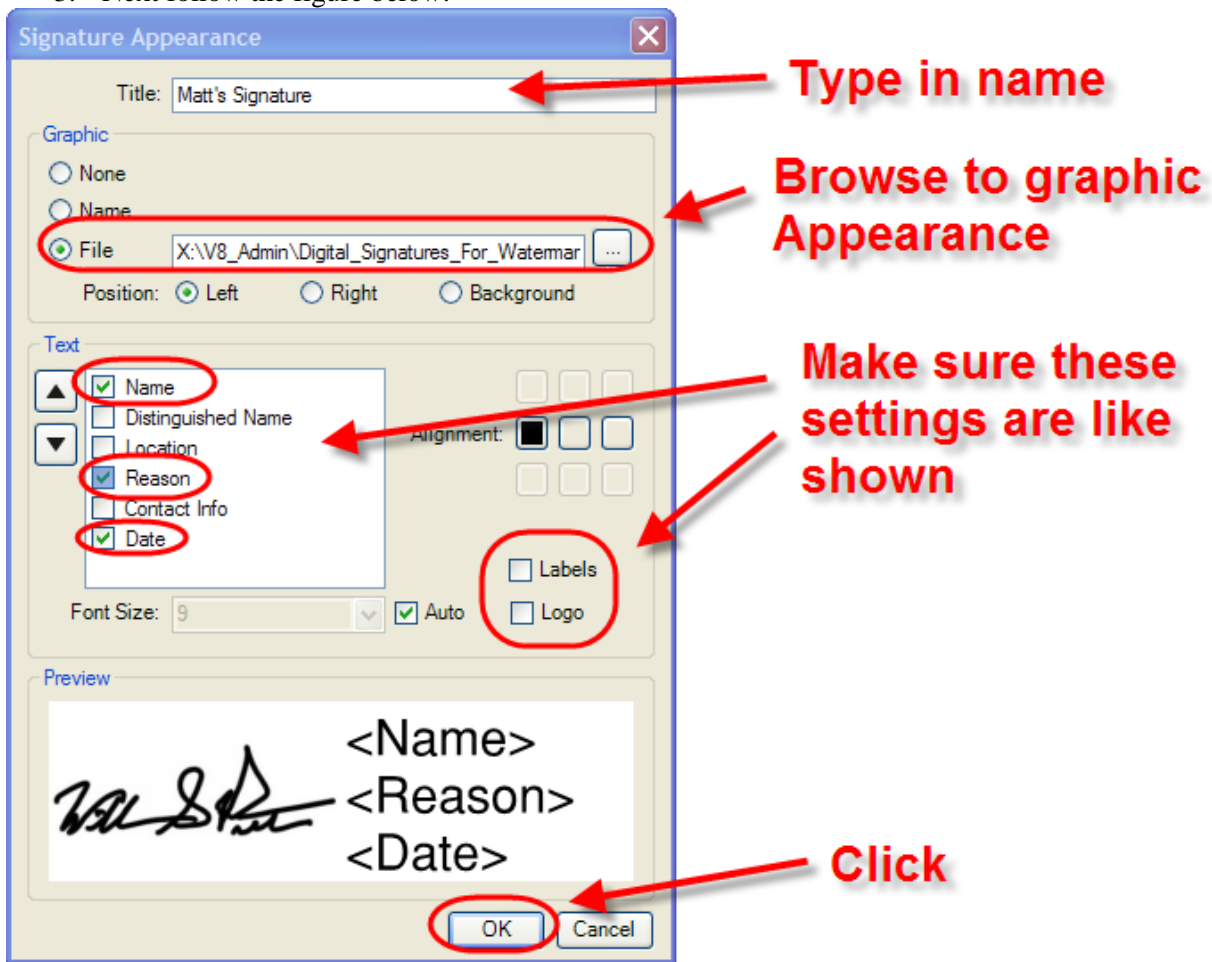 Next follow the figure below:
Signature Appearance
Title: Matt's Signature
Type in name
Graphic
None
Name
File X:\V8_Admin\Digital_Signatures_For_Watermar ...
Browse to graphic
Appearance
Position: Left Right Background
Text
Name
Distinguished Name
Location
Reason
Contact Info
Date
Alignment:
Make sure these
settings are like
shown
Labels
Font Size: 9 Auto Logo
Preview
<Name>
<Reason>
<Date>
Click
OK Cancel